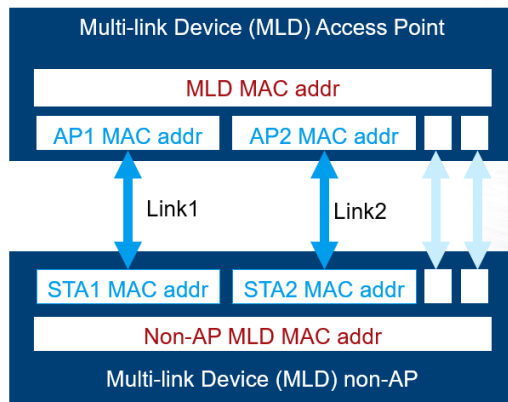 Multi-link Device (MLD) Access Point
MLD MAC addr
AP1 MAC addr
AP2 MAC addr
Link1
Link2
STA1 MAC addr
STA2 MAC addr
Non-AP MLD MAC addr
Multi-link Device (MLD) non-AP